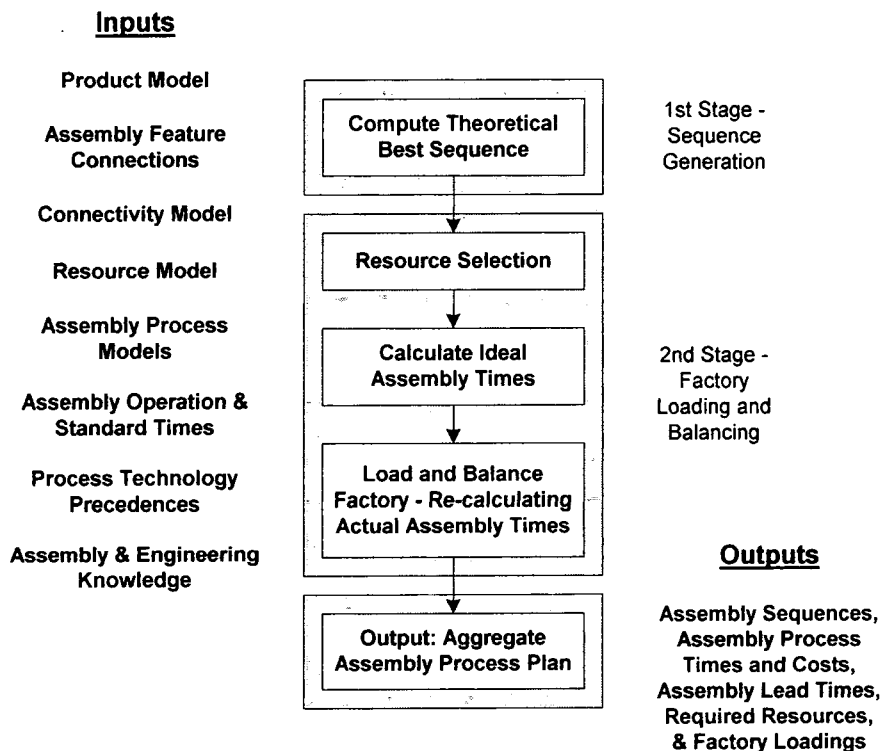 Inputs
Product Model
Assembly Feature
Connections
Connectivity Model
Resource Model
Assembly Process
Models
Assembly Operation &
Standard Times
Process Technology
Precedences
Assembly & Engineering
Knowledge
Compute Theoretical
Best Sequence
Resource Selection
Calculate Ideal
Assembly Times
Load and Balance
Factory - Re-calculating
Actual Assembly Times
Output: Aggregate
Assembly Process Plan
1st Stage -
Sequence
Generation
2nd Stage -
Factory
Loading and
Balancing
Outputs
Assembly Sequences,
Assembly Process
Times and Costs,
Assembly Lead Times,
Required Resources,
& Factory Loadings